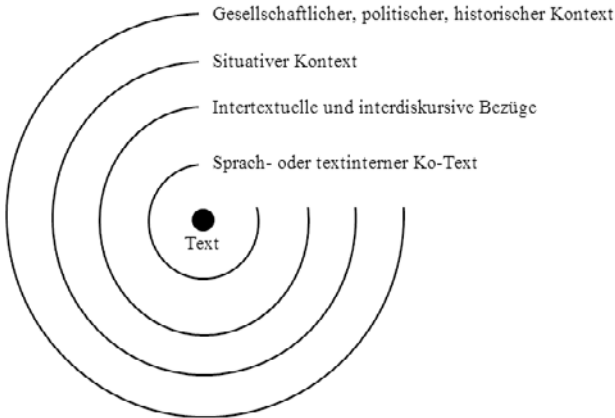 Gesellschaftlicher, politischer, historischer Kontext
Situativer Kontext
Intertextuelle und interdiskursive Bezüge
Sprach- oder textinterner Ko-Text
Text